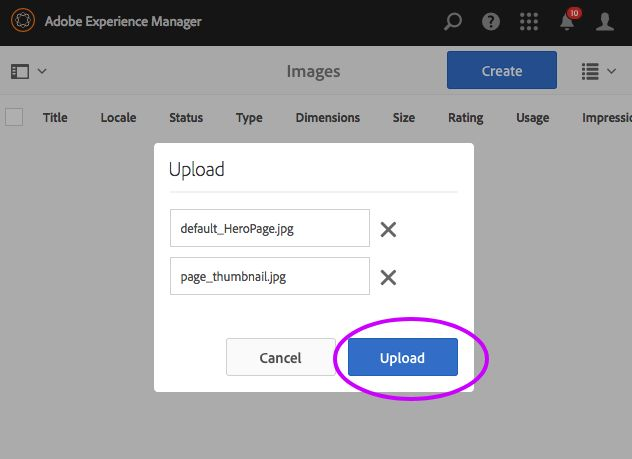 Adobe Experience Manager
10
Images
Create
Title Locale Status Type Dimensions Size Rating Usage Impressio
Upload
default_HeroPage.jpg
page_thumbnail.jpg
Cancel Upload